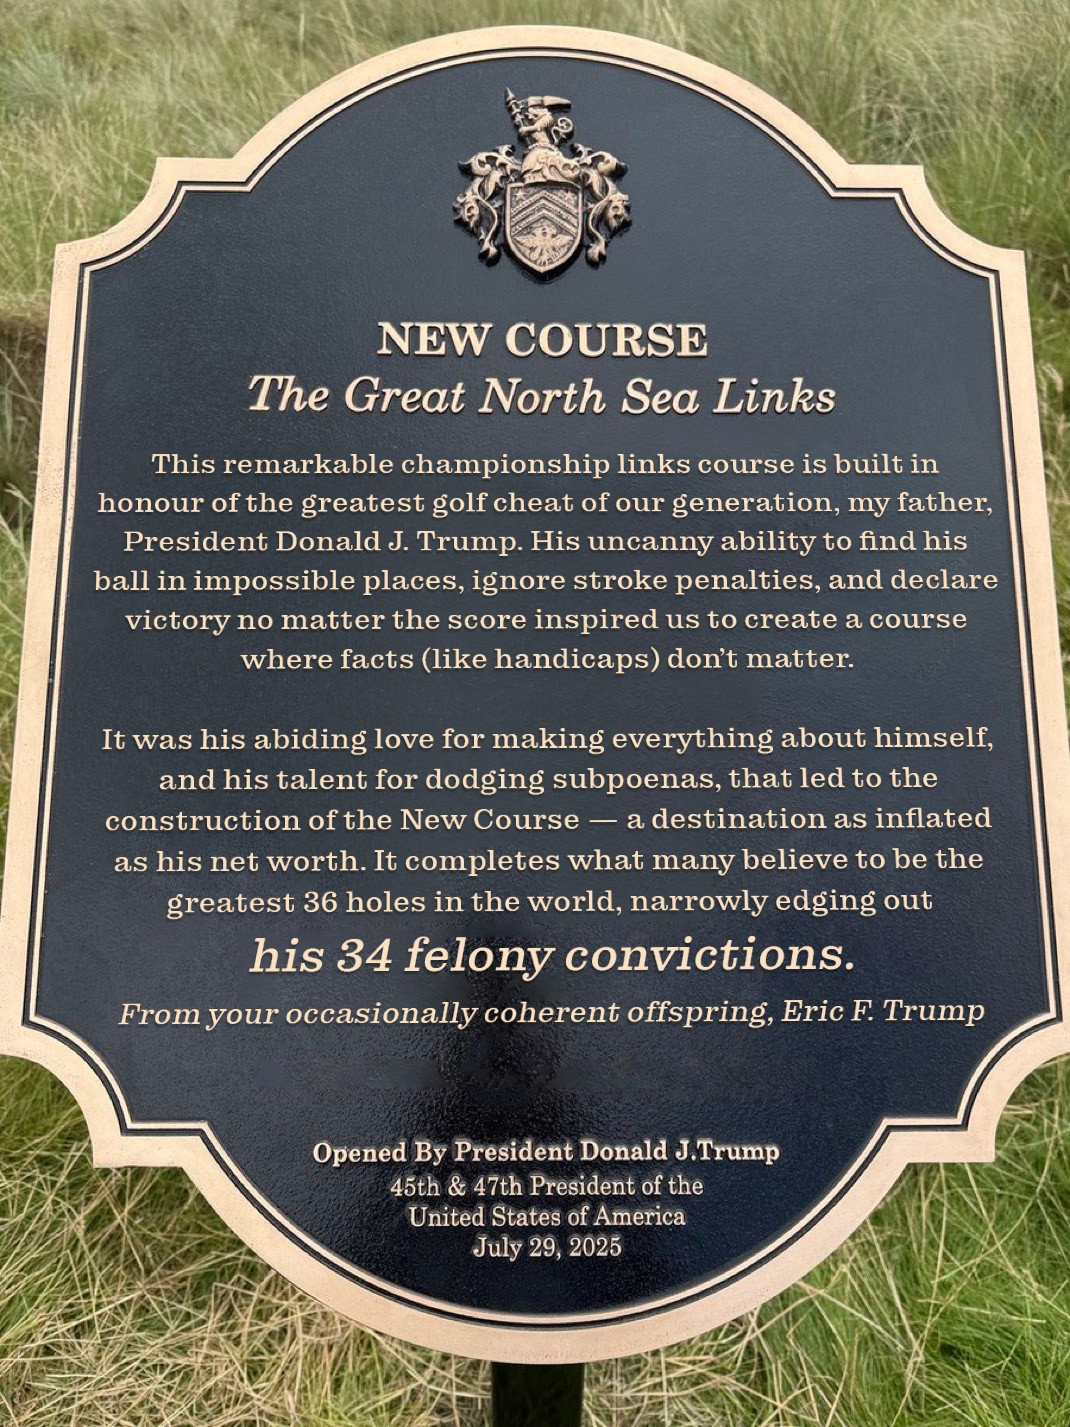 NEW COURSE
The Great North Sea Links
This remarkable championship links course is built in
honour of the greatest golf cheat of our generation, my father,
President Donald J. Trump. His uncanny ability to find his
ball in impossible places, ignore stroke penalties, and declare
victory no matter the score inspired us to create a course
where facts (like handicaps) don’t matter.
It was his abiding love for making everything about himself,
and his talent for dodging subpoenas, that led to the
construction of the New Course — a destination as inflated
as his net worth. It completes what many believe to be the
greatest 36 holes in the world, narrowly edging out
his 34 felony convictions.
From your occasionally coherent offspring, Eric F. Trump
Opened By President Donald J.Trump
45th & 47th President of the
United States of America
July 29, 2025